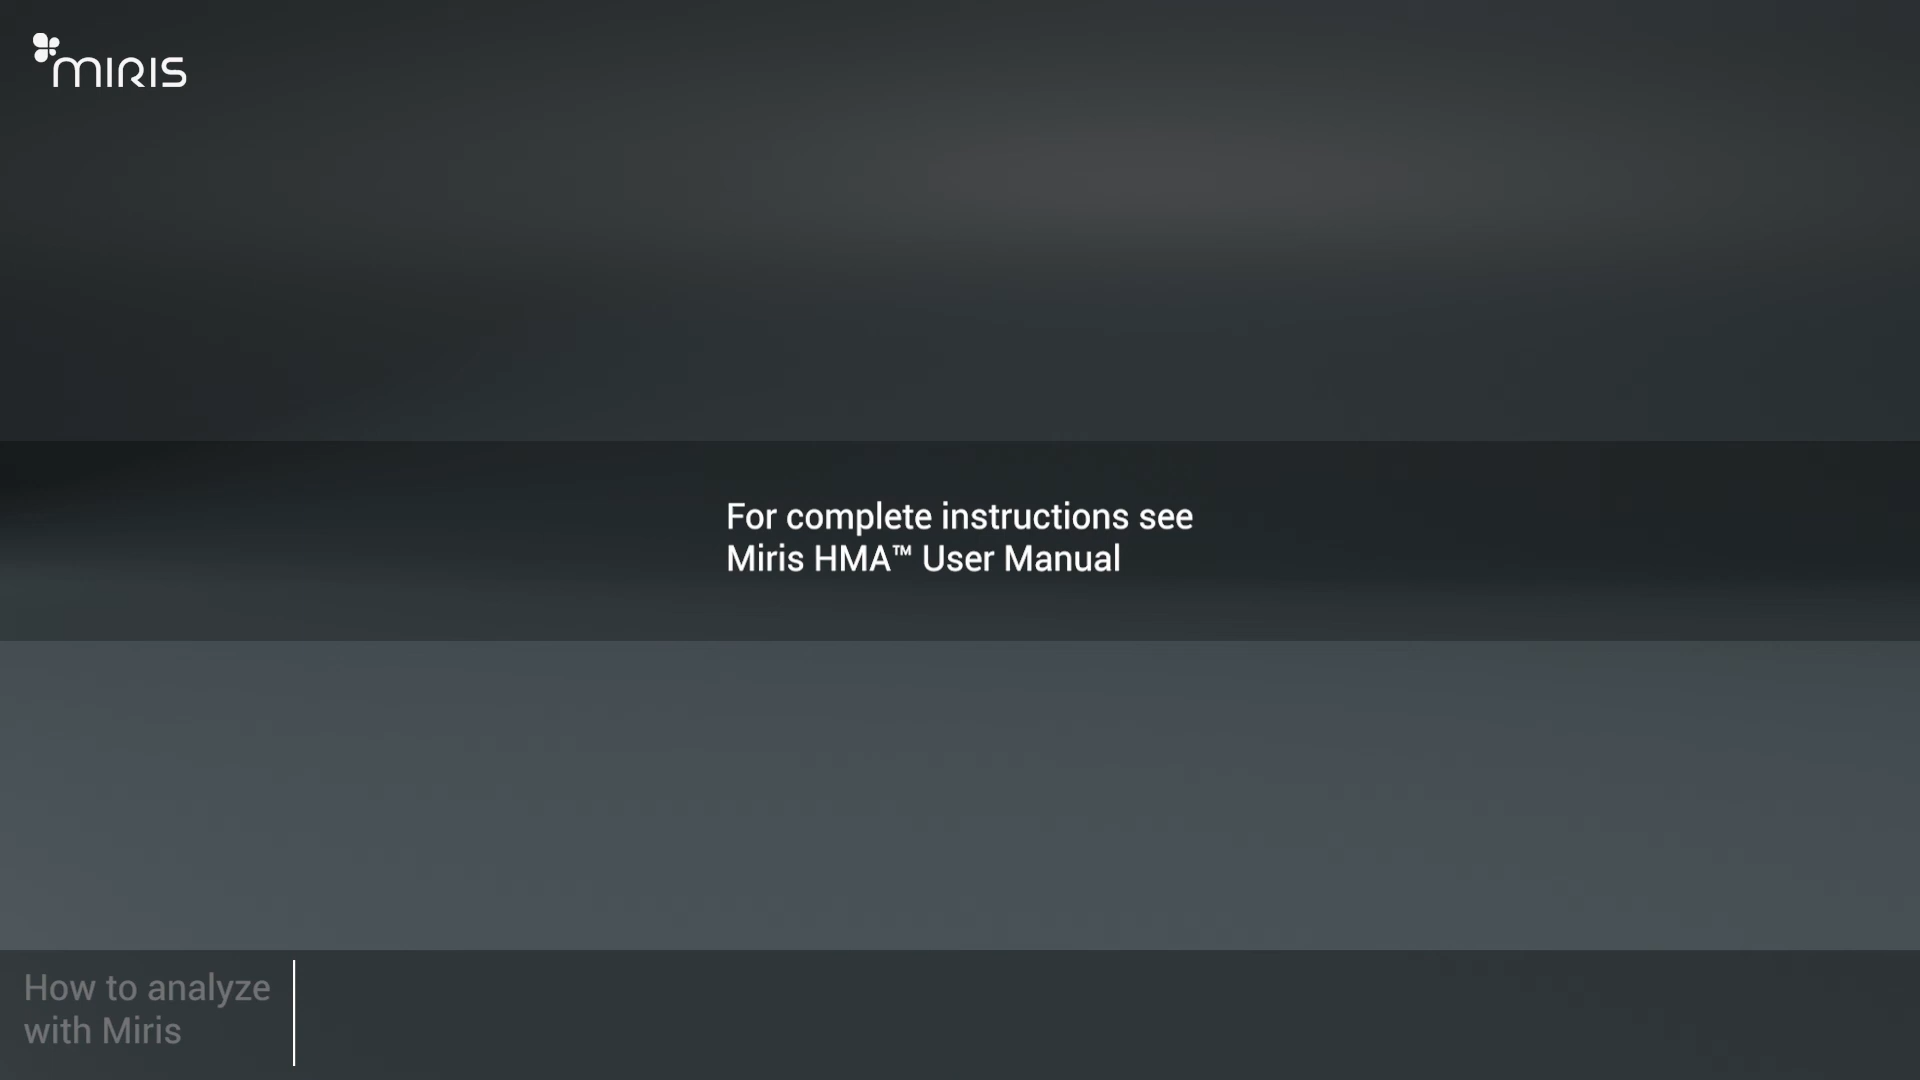 MIRIS
For complete instructions see
Miris HMA™ User Manual
How to analyze
with Miris